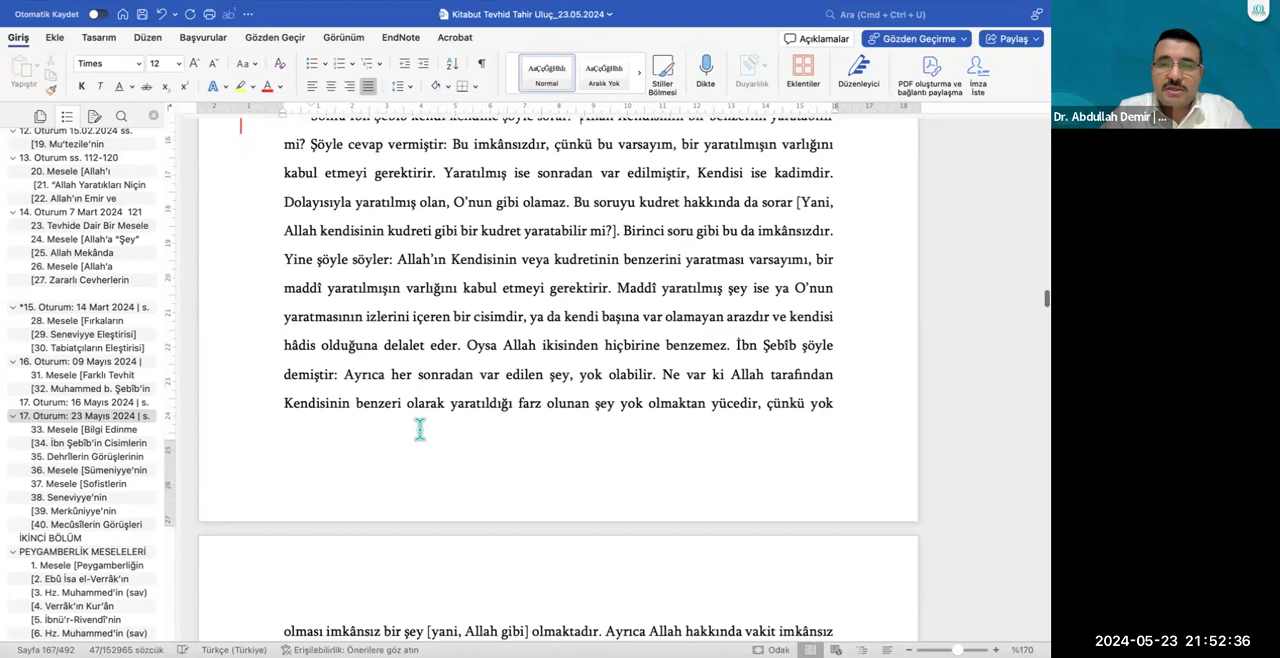 Otomatik Kaydet
Kitabut Tevhid Tahir Uluç_23.05.2024
Ara (Cmd + Ctrl + U)
Giriş Ekle Tasarım Düzen Başvurular Gözden Geçir Görünüm EndNote Acrobat
Açıklamalar
Gözden Geçirme
Paylaş
Yapıştır
Times
12
AaÇçĞğHhIi
Normal
AaÇçĞğHhIi
Aralık Yok
Stiller Bölmesi
Dikte
Duyarlılık
Eklentiler
Düzenleyici
PDF oluşturma ve bağlantı paylaşma
İmza İste
12. Oturum 15.02.2024 ss.
[19. Mu'tezile'nin
13. Oturum ss. 112-120
20. Mesele [Allah'ı
[21. "Allah Yaratıkları Niçin
[22. Allah'ın Emir ve
14. Oturum 7 Mart 2024 121
23. Tevhide Dair Bir Mesele
24. Mesele [Allah'a "Şey"
[25. Allah Mekânda
26. Mesele [Allah'a
[27. Zararlı Cevherlerin
*15. Oturum: 14 Mart 2024 | s.
28. Mesele [Fırkaların
[29. Seneviyye Eleştirisi]
[30. Tabiatçıların Eleştirisi]
16. Oturum: 09 Mayıs 2024 |
31. Mesele [Farklı Tevhit
[32. Muhammed b. Şebîb'in
17. Oturum: 16 Mayıs 2024 | s.
17. Oturum: 23 Mayıs 2024 | s.
33. Mesele [Bilgi Edinme
[34. İbn Şebîb'in Cisimlerin
35. Dehrîlerin Görüşlerinin
36. Mesele [Sümeniyye'nin
37. Mesele [Sofistlerin
38. Seneviyye'nin
[39. Merkûniyye'nin
[40. Mecûsîlerin Görüşleri
İKİNCİ BÖLÜM
PEYGAMBERLİK MESELELERİ
1. Mesele [Peygamberliğin
[2. Ebû İsa el-Verrâk'ın
[3. Hz. Muhammed'in (sav)
[4. Verrâk'ın Kur'ân
[5. İbnü'r-Rivendî'nin
[6. Hz. Muhammed'in (sav)
mi? Şöyle cevap vermiştir: Bu imkânsızdır, çünkü bu varsayım, bir yaratılmışın varlığını
kabul etmeyi gerektirir. Yaratılmış ise sonradan var edilmiştir, Kendisi ise kadimdir.
Dolayısıyla yaratılmış olan, O'nun gibi olamaz. Bu soruyu kudret hakkında da sorar [Yani,
Allah kendisinin kudreti gibi bir kudret yaratabilir mi?]. Birinci soru gibi bu da imkânsızdır.
Yine şöyle söyler: Allah'ın Kendisinin veya kudretinin benzerini yaratması varsayımı, bir
maddî yaratılmışın varlığını kabul etmeyi gerektirir. Maddî yaratılmış şey ise ya O'nun
yaratmasının izlerini içeren bir cisimdir, ya da kendi başına var olamayan arazdır ve kendisi
hâdis olduğuna delalet eder. Oysa Allah ikisinden hiçbirine benzemez. İbn Şebîb şöyle
demiştir: Ayrıca her sonradan var edilen şey, yok olabilir. Ne var ki Allah tarafından
Kendisinin benzeri olarak yaratıldığı farz olunan şey yok olmaktan yücedir, çünkü yok
olması imkânsız bir şey [yani, Allah gibi] olmaktadır. Ayrıca Allah hakkında vakit imkânsız
Sayfa 167/492 47/152965 sözcük Türkçe (Türkiye) Erişilebilirlik: Önerilere göz atın
Odak
%170
Dr. Abdullah Demir | ...
2024-05-23 21:52:36